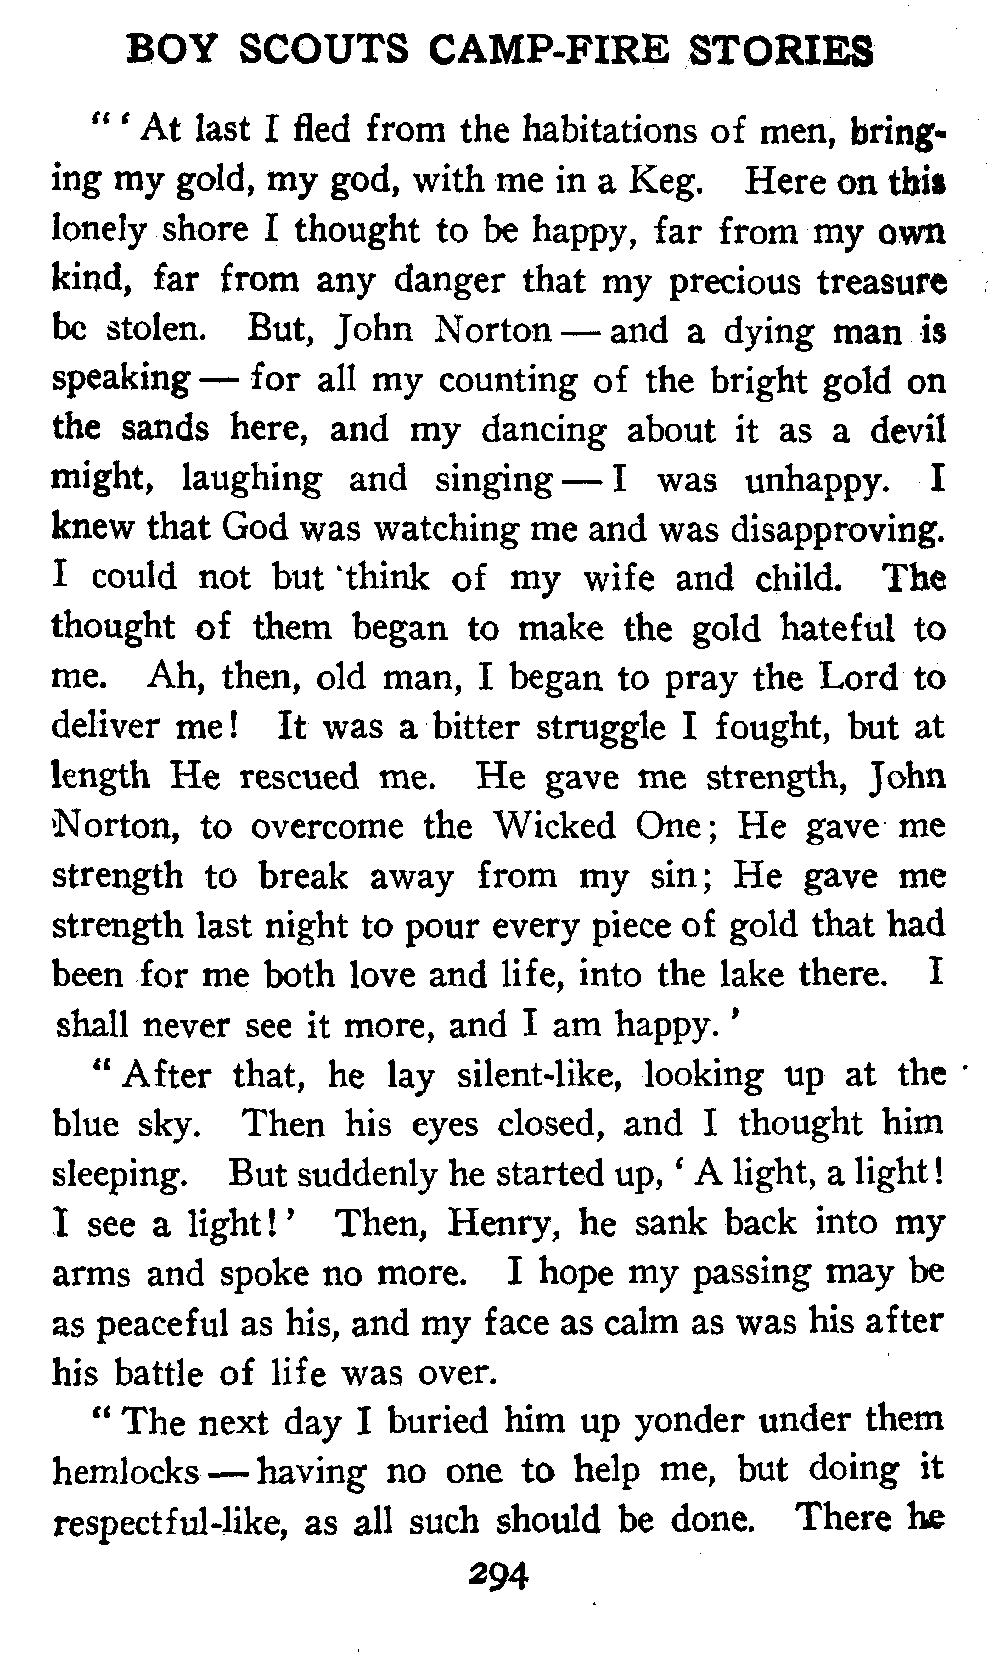 BOY SCOUTS CAMP-FIRE STORIES
"'At last I fled from the habitations of men, bring-
ing my gold, my god, with me in a Keg. Here on this
lonely shore I thought to be happy, far from my own
kind, far from any danger that my precious treasure
be stolen. But, John Norton — and a dying man is
speaking — for all my counting of the bright gold on
the sands here, and my dancing about it as a devil
might, laughing and singing — I was unhappy. I
knew that God was watching me and was disapproving.
I could not but think of my wife and child. The
thought of them began to make the gold hateful to
me. Ah, then, old man, I began to pray the Lord to
deliver me! It was a bitter struggle I fought, but at
length He rescued me. He gave me strength, John
Norton, to overcome the Wicked One; He gave me
strength to break away from my sin; He gave me
strength last night to pour every piece of gold that had
been for me both love and life, into the lake there. I
shall never see it more, and I am happy.'
"After that, he lay silent-like, looking up at the
blue sky. Then his eyes closed, and I thought him
sleeping. But suddenly he started up, 'A light, a light!
I see a light!' Then, Henry, he sank back into my
arms and spoke no more. I hope my passing may be
as peaceful as his, and my face as calm as was his after
his battle of life was over.
"The next day I buried him up yonder under them
hemlocks — having no one to help me, but doing it
respectful-like, as all such should be done. There he
294